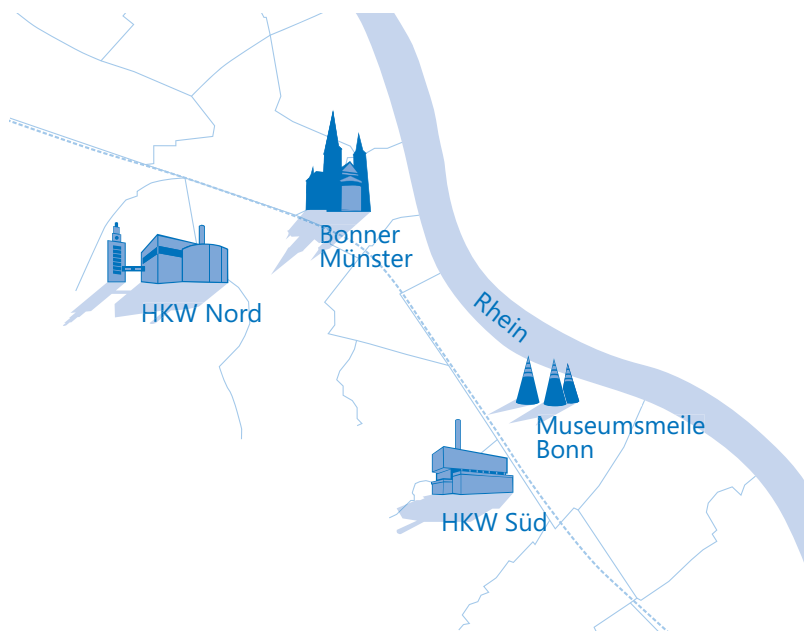 Bonner
Münster
HKW Nord
Rhein
Museumsmeile
Bonn
HKW Süd